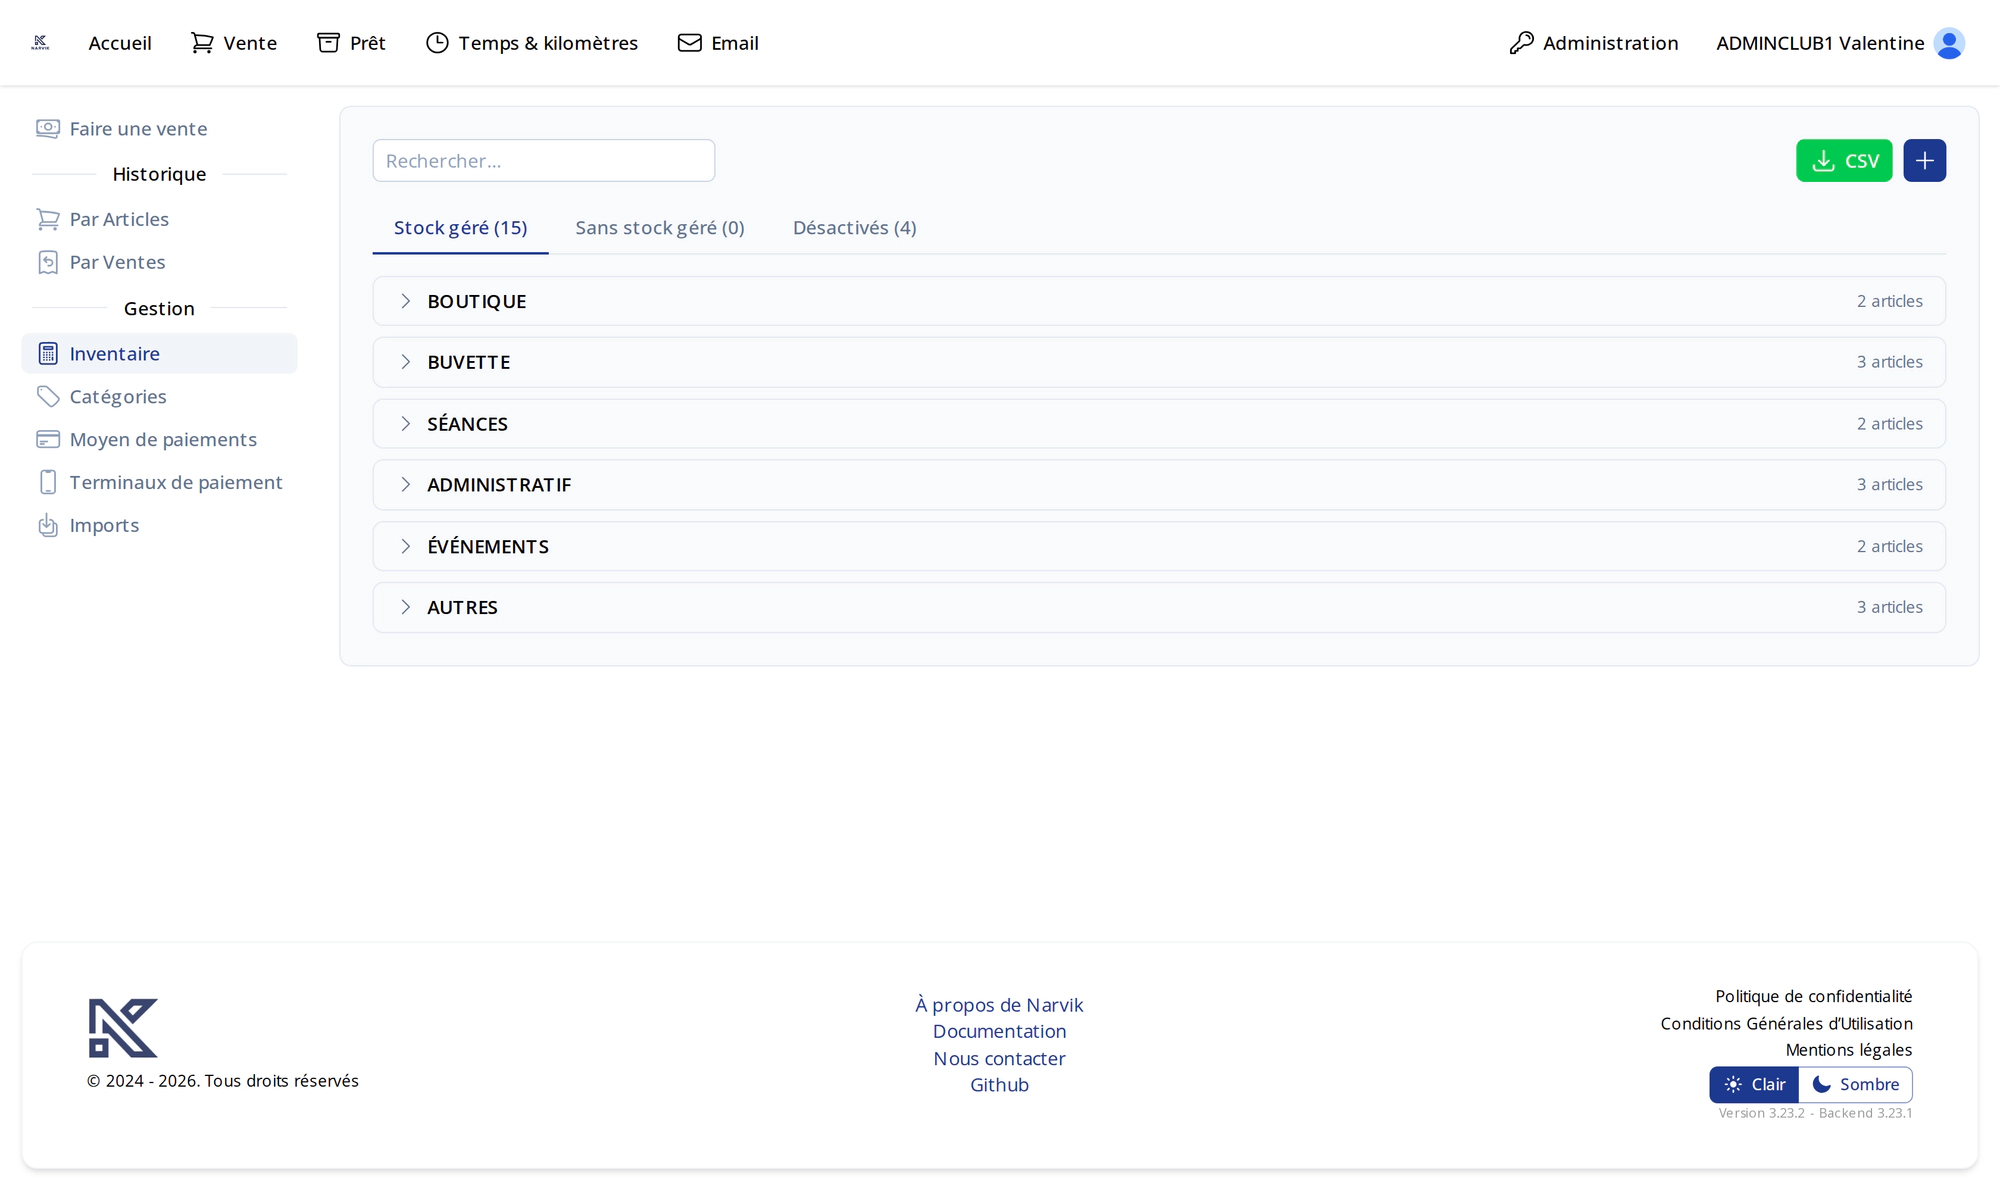 NARVIK
Accueil
Vente
Prêt
Temps & kilomètres
Email
Administration
ADMINCLUB1 Valentine
Faire une vente
Historique
Par Articles
Par Ventes
Gestion
Inventaire
Catégories
Moyen de paiements
Terminaux de paiement
Imports
Rechercher...
CSV
Stock géré (15)
Sans stock géré (0)
Désactivés (4)
BOUTIQUE
2 articles
BUVETTE
3 articles
SÉANCES
2 articles
ADMINISTRATIF
3 articles
ÉVÉNEMENTS
2 articles
AUTRES
3 articles
© 2024 - 2026. Tous droits réservés
À propos de Narvik
Documentation
Nous contacter
Github
Politique de confidentialité
Conditions Générales d'Utilisation
Mentions légales
Clair
Sombre
Version 3.23.2 - Backend 3.23.1